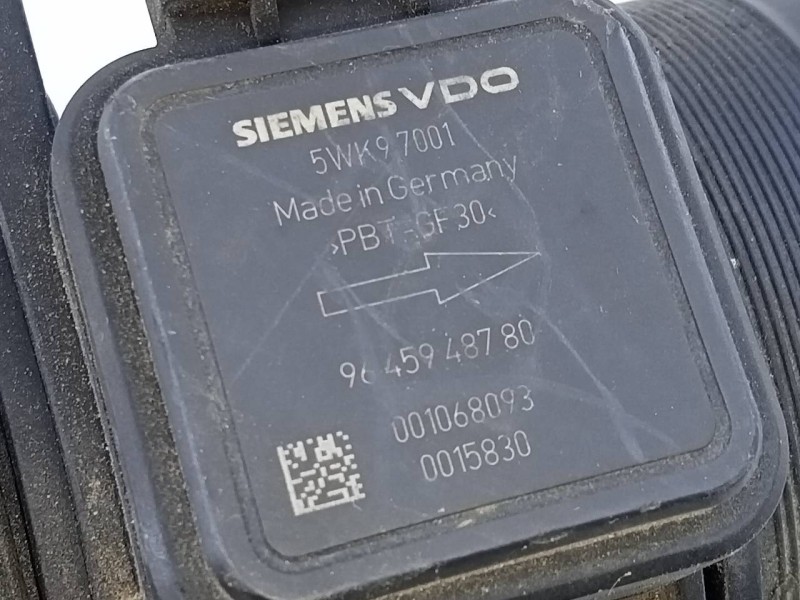 SIEMENS VDO
5WK9 7001
Made in Germany
>PBT-GF30<
96 459 487 80
001068093
0015830